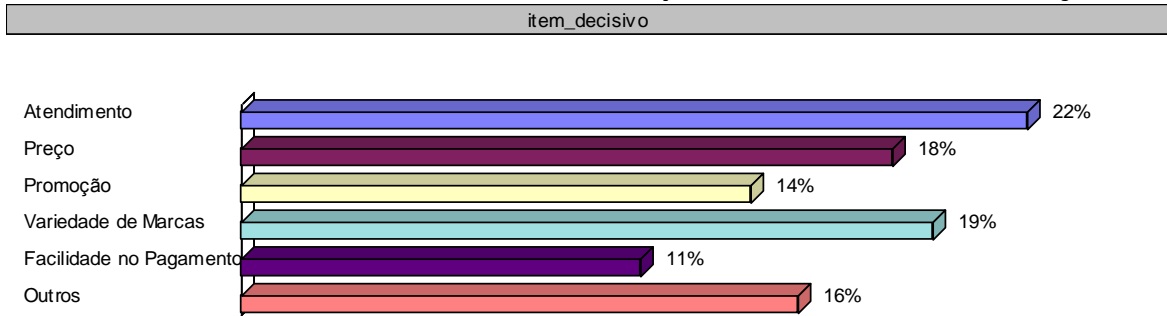 item_decisivo
Atendimento 22%
Preço 18%
Promoção 14%
Variedade de Marcas 19%
Facilidade no Pagamento 11%
Outros 16%